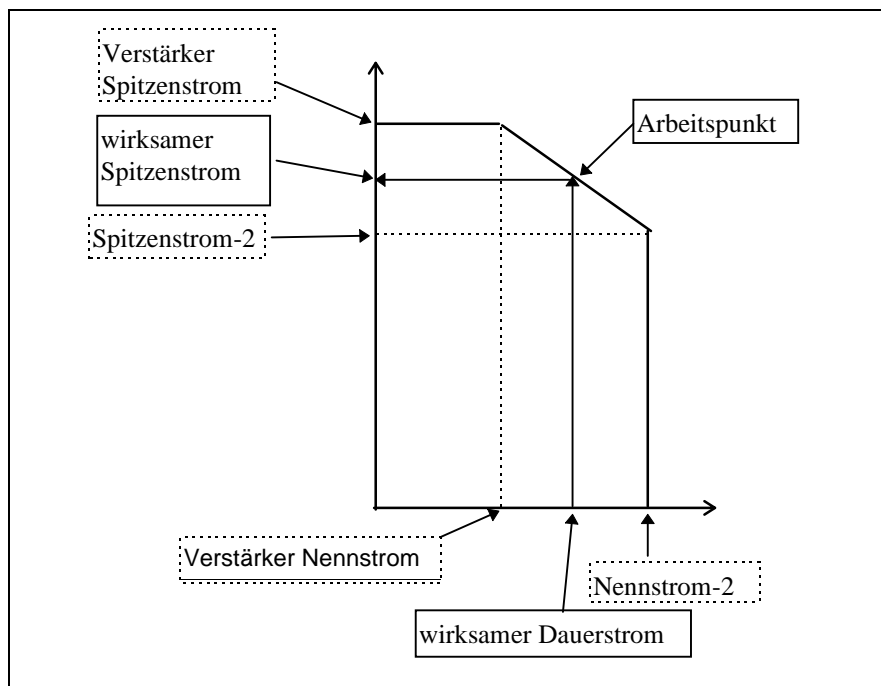 Verstärker
Spitzenstrom
wirksamer
Spitzenstrom
Arbeitspunkt
Spitzenstrom-2
Verstärker Nennstrom
Nennstrom-2
wirksamer Dauerstrom